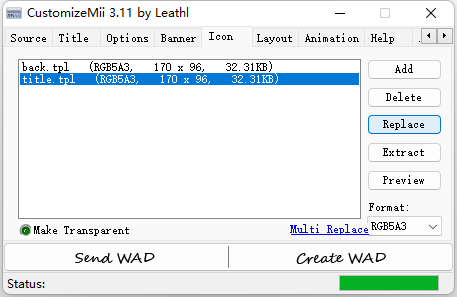 CustomizeMii 3.11 by Leathl
Source Title Options Banner Icon Layout Animation Help
back.tpl (RGB5A3, 170 x 96, 32.31KB)
title.tpl (RGB5A3, 170 x 96, 32.31KB)
Add
Delete
Replace
Extract
Preview
Format:
RGB5A3
Make Transparent
Multi Replace
Send WAD
Create WAD
Status: